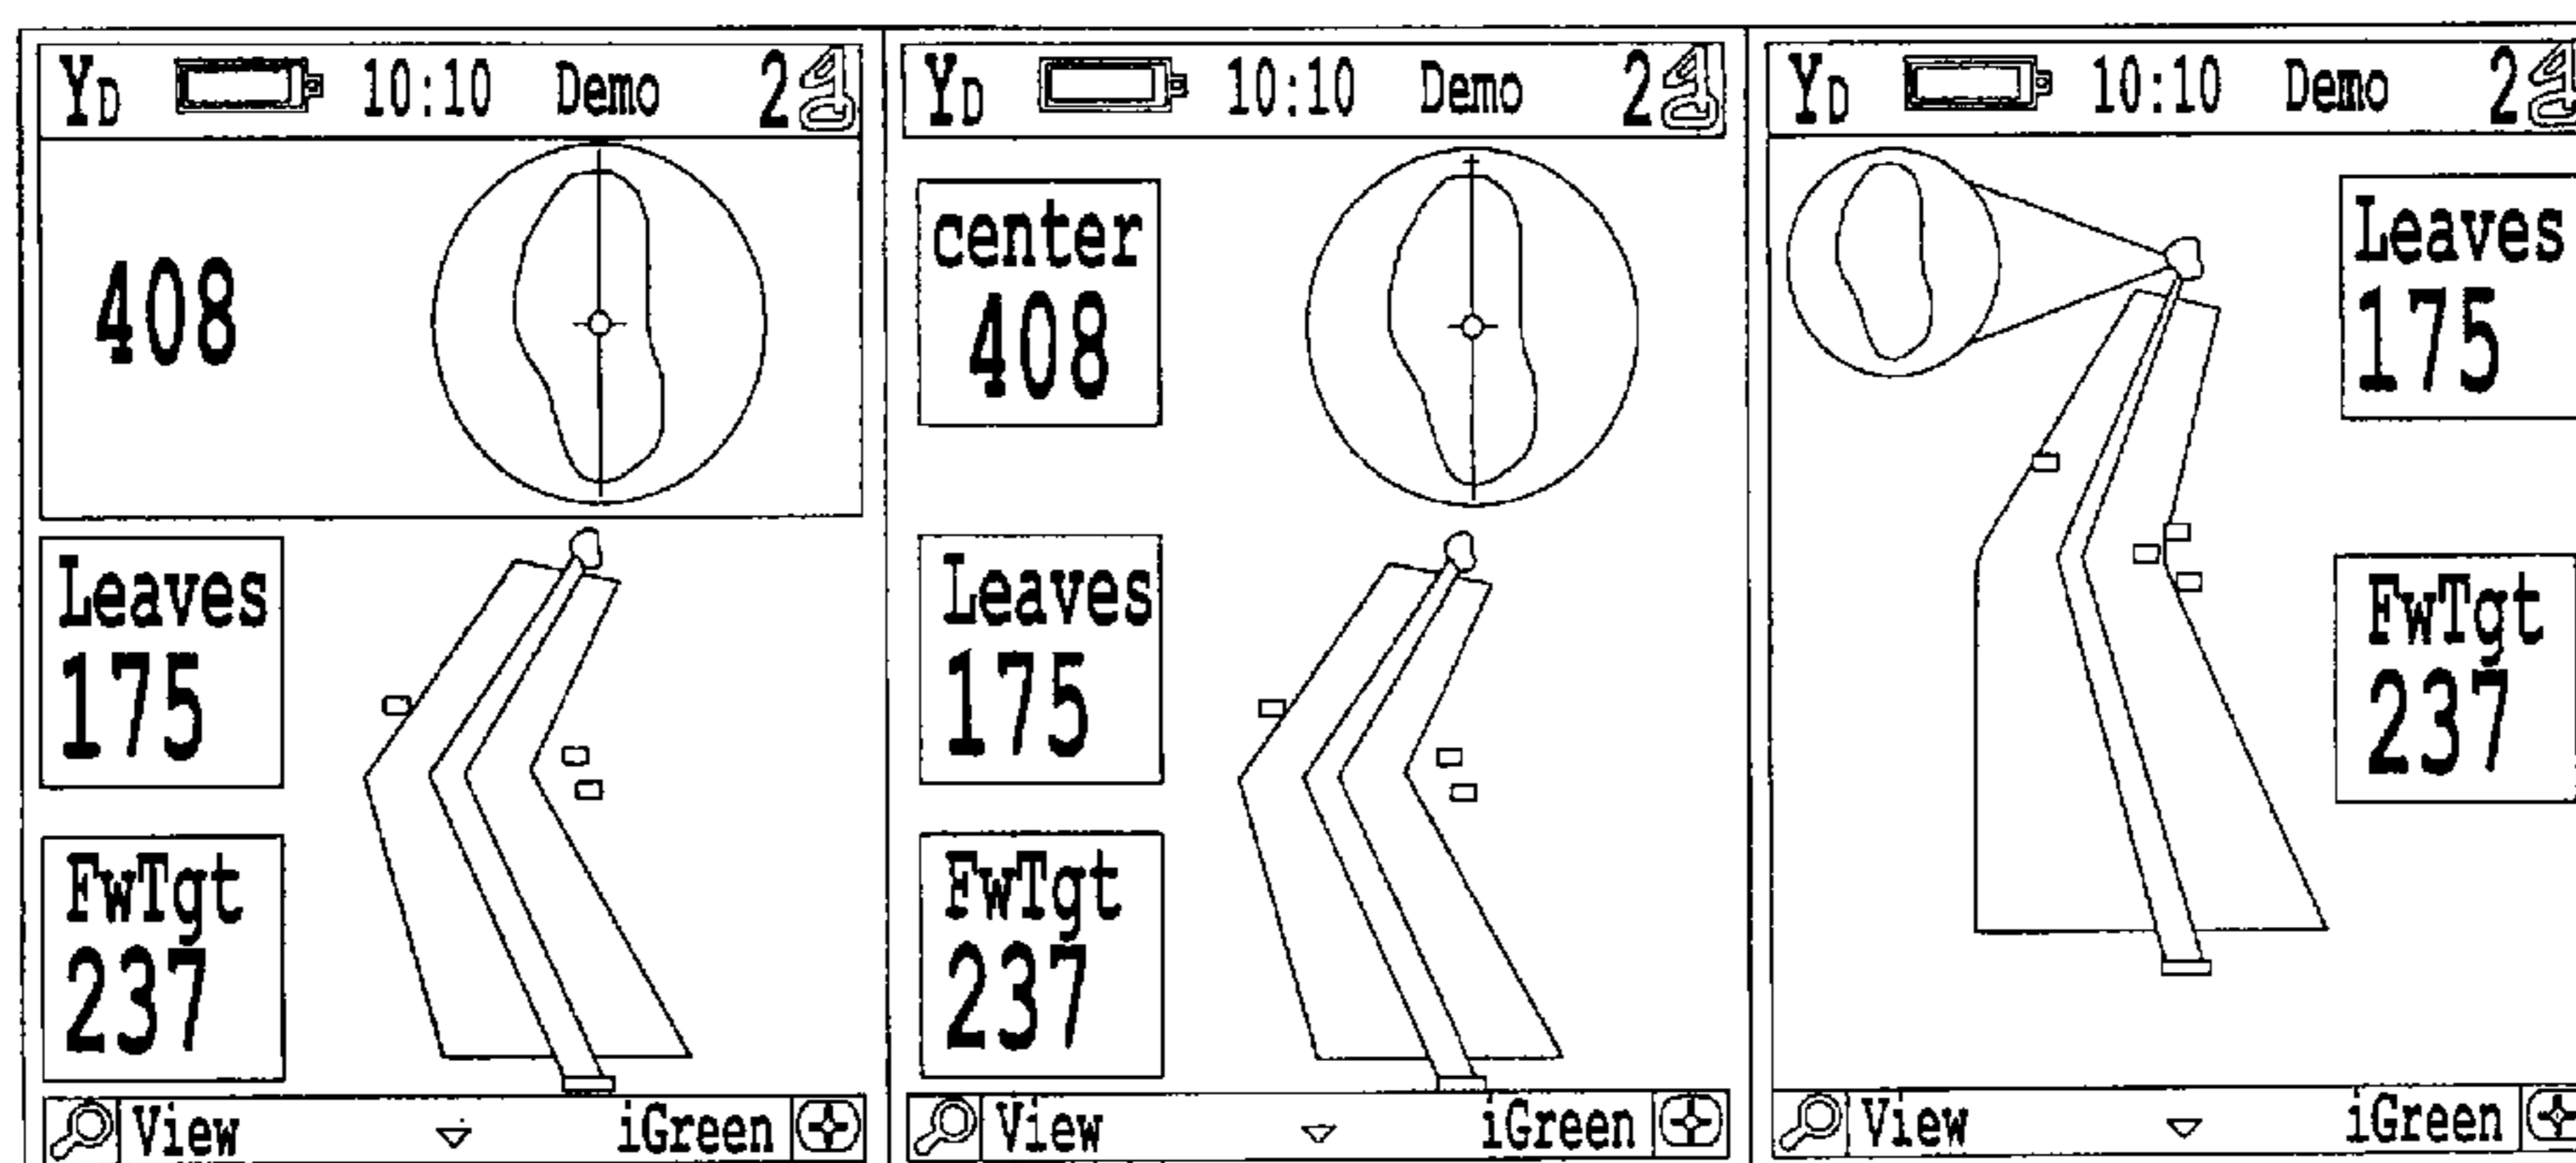 YD 10:10 Demo 2
408
Leaves
175
FwTgt
237
View iGreen
YD 10:10 Demo 2
center
408
Leaves
175
FwTgt
237
View iGreen
YD 10:10 Demo 2
Leaves
175
FwTgt
237
View iGreen